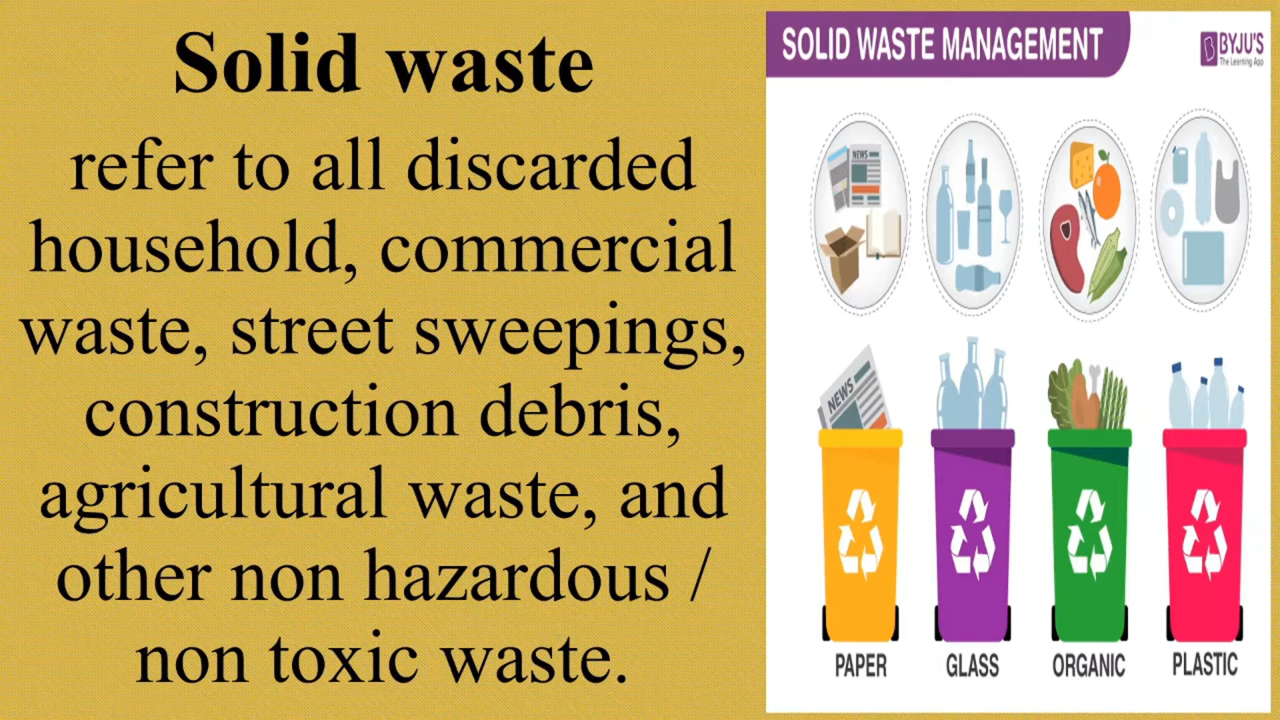 Solid waste
refer to all discarded
household, commercial
waste, street sweepings,
construction debris,
agricultural waste, and
other non hazardous /
non toxic waste.
SOLID WASTE MANAGEMENT
BYJU'S
The Learning App
NEWS
NEWS
PAPER
GLASS
ORGANIC
PLASTIC